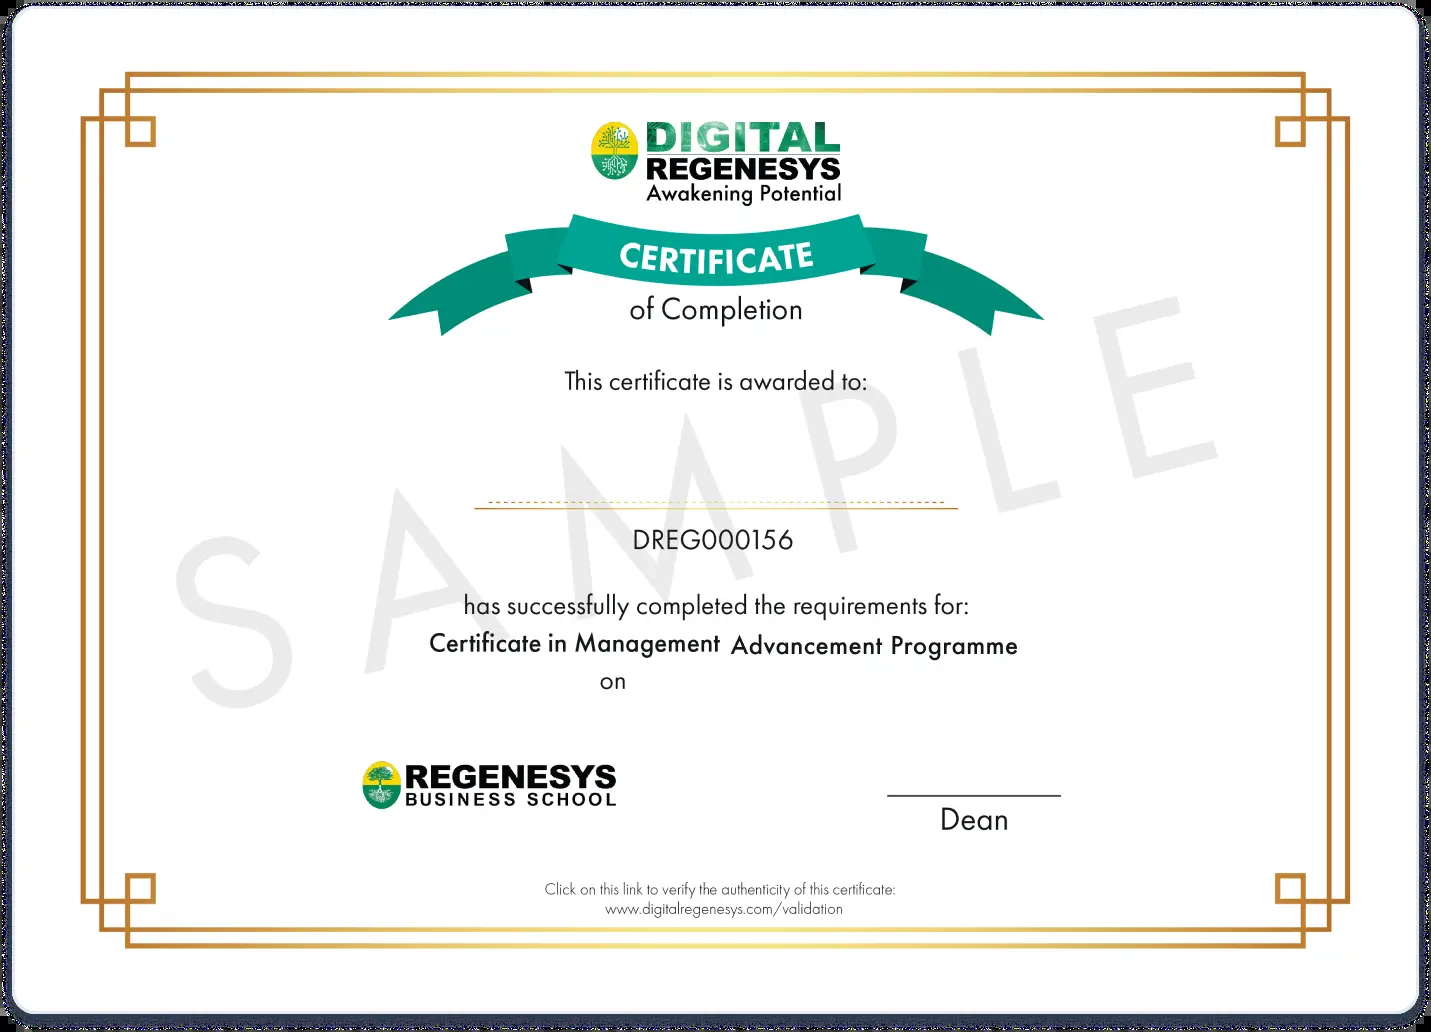 DIGITAL
REGENESYS
Awakening Potential
CERTIFICATE
of Completion
This certificate is awarded to:
SAMPLE
DREG000156
has successfully completed the requirements for:
Certificate in Management Advancement Programme
on
REGENESYS
BUSINESS SCHOOL
Dean
Click on this link to verify the authenticity of this certificate:
www.digitalregenesys.com/validation